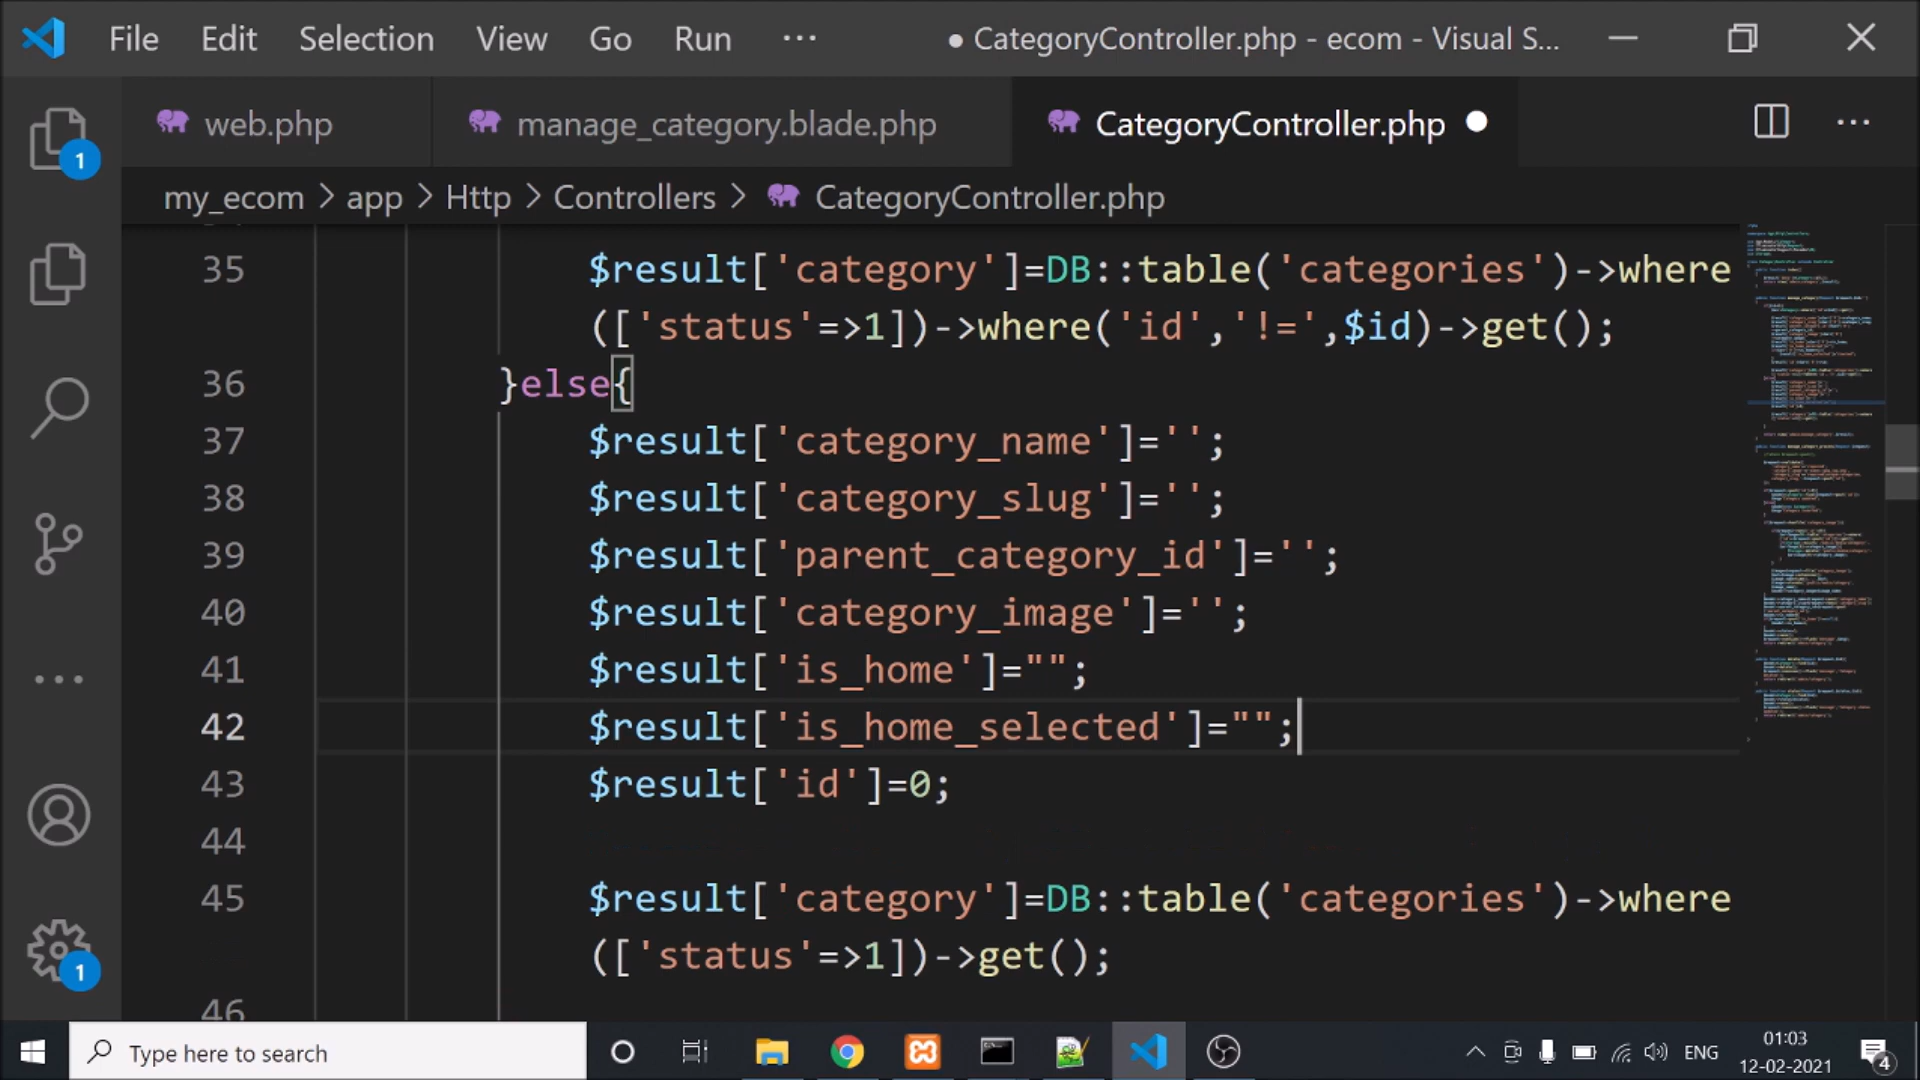 File Edit Selection View Go Run ··· ● CategoryController.php - ecom - Visual S...
web.php manage_category.blade.php CategoryController.php
my_ecom > app > Http > Controllers > CategoryController.php
35 $result['category']=DB::table('categories')->where
(['status'=>1])->where('id','!=',$id)->get();
36 }else{
37 $result['category_name']='';
38 $result['category_slug']='';
39 $result['parent_category_id']='';
40 $result['category_image']='';
41 $result['is_home']="";
42 $result['is_home_selected']="";
43 $result['id']=0;
44
45 $result['category']=DB::table('categories')->where
(['status'=>1])->get();
46
1
1
Type here to search
ENG
01:03
12-02-2021
4